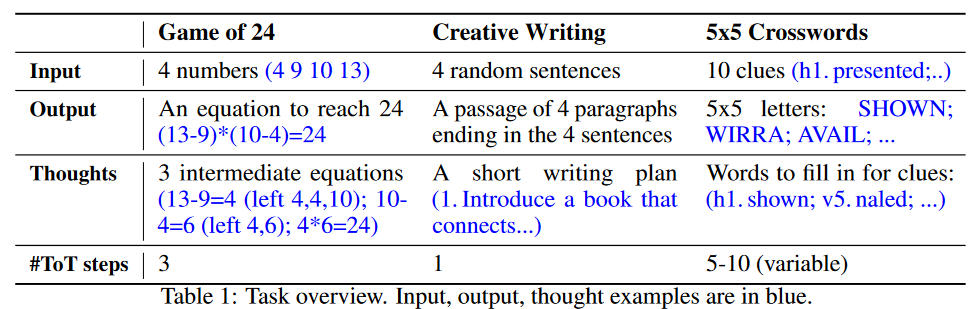 Game of 24 Creative Writing 5x5 Crosswords
Input 4 numbers (4 9 10 13) 4 random sentences 10 clues (h1. presented;..)
Output An equation to reach 24 A passage of 4 paragraphs 5x5 letters: SHOWN;
(13-9)*(10-4)=24 ending in the 4 sentences WIRRA; AVAIL; ...
Thoughts 3 intermediate equations A short writing plan Words to fill in for clues:
(13-9=4 (left 4,4,10); 10- (1. Introduce a book that (h1. shown; v5. naled; ...)
4=6 (left 4,6); 4*6=24) connects...)
#ToT steps 3 1 5-10 (variable)
Table 1: Task overview. Input, output, thought examples are in blue.